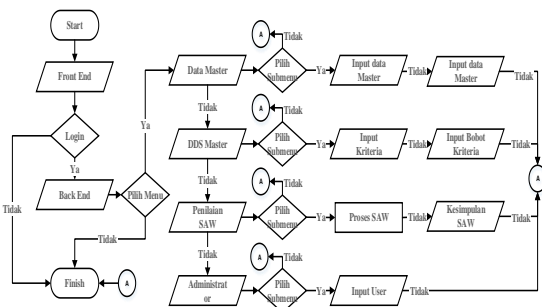 Start
Front End
Login
Ya
Back End
Pilih Menu
Ya
Tidak
Tidak
Finish
A
Data Master
Pilih
Submenu
A
Tidak
Ya
Input data
Master
Tidak
Input data
Master
Tidak
Tidak
DDS Master
Pilih
Submenu
A
Tidak
Ya
Input
Kriteria
Tidak
Input Bobot
Kriteria
Tidak
Tidak
Penilaian
SAW
Pilih
Submenu
A
Tidak
Ya
Proses SAW
Tidak
Kesimpulan
SAW
Tidak
Tidak
Administrat
or
Pilih
Submenu
A
Tidak
Ya
Input User
Tidak
A